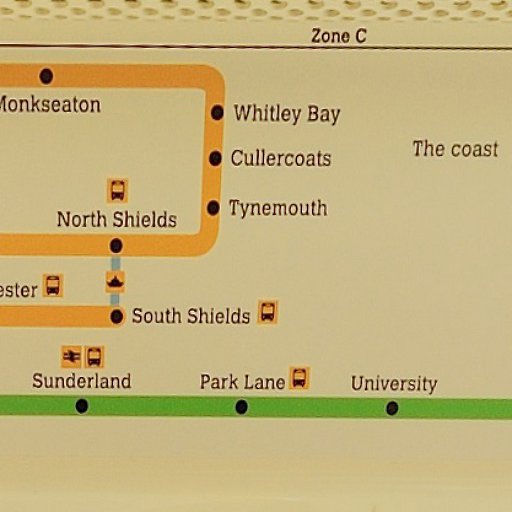 Zone C
Monkseaton
Whitley Bay
Cullercoats
The coast
Tynemouth
North Shields
ester
South Shields
Sunderland
Park Lane
University